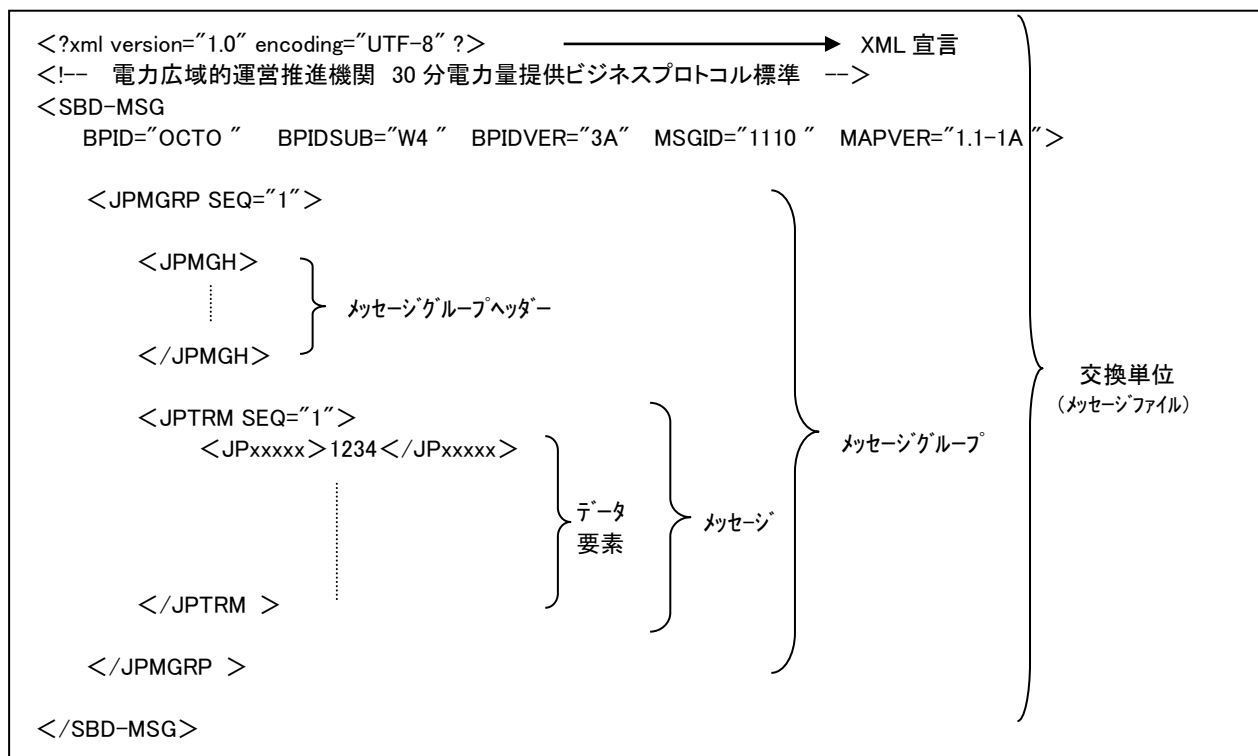 <?xml version="1.0" encoding="UTF-8" ?> XML 宣言
<!-- 電力広域的運営推進機関 30 分電力量提供ビジネスプロトコル標準 -->
<SBD-MSG
BPID="OCTO " BPIDSUB="W4 " BPIDVER="3A" MSGID="1110 " MAPVER="1.1-1A ">
<JPMGRP SEQ="1">
<JPMGH>
メッセージグループヘッダー
</JPMGH>
交換単位
(メッセージファイル)
<JPTRM SEQ="1">
<JPxxxxx>1234</JPxxxxx>
メッセージグループ
データ
要素
メッセージ
</JPTRM >
</JPMGRP >
</SBD-MSG>